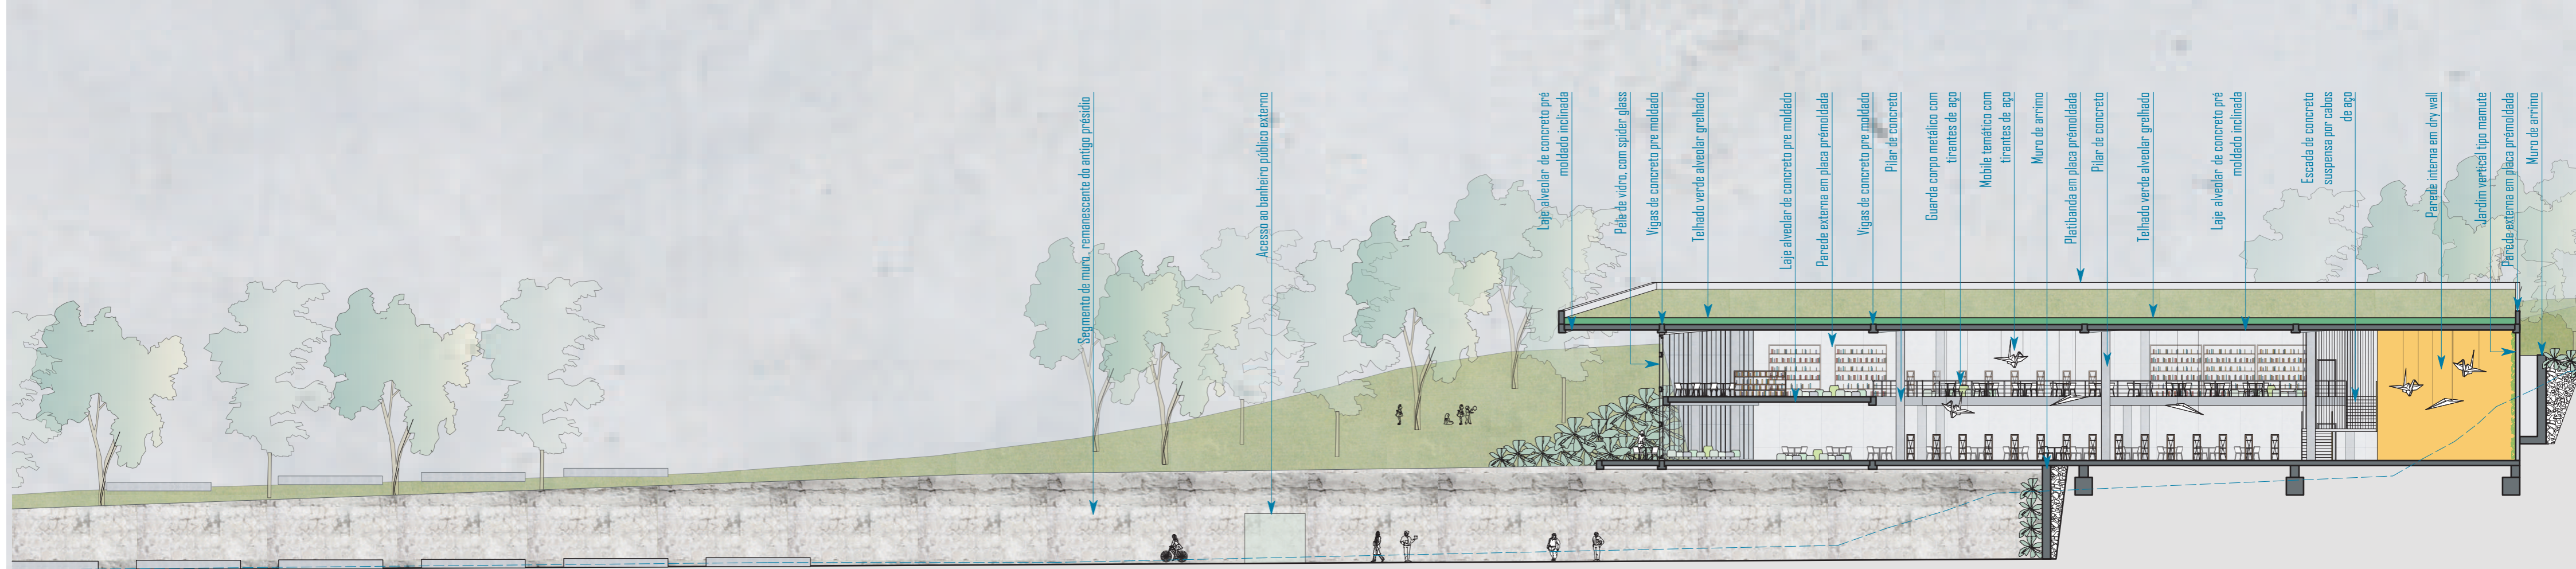 Segmento de muro, remanescente do antigo présidio
Acesso ao banheiro público externo
Laje alveolar de concreto pré
moldado inclinada
Pele de vidro, com spider glass
Vigas de concreto pre moldado
Telhado verde alveolar grelhado
Laje alveolar de concreto pre moldado
Parede externa em placa prémoldada
Vigas de concreto pre moldado
Pilar de concreto
Guarda corpo metálico com
tirantes de aço
Mobile temático com
tirantes de aço
Muro de arrimo
Platibanda em placa prémoldada
Pilar de concreto
Telhado verde alveolar grelhado
Laje alveolar de concreto pré
moldado inclinada
Escada de concreto
suspensa por cabos
de aço
Parede interna em dry wall
Jardim vertical tipo mamute
Parede externa em placa prémoldada
Muro de arrimo